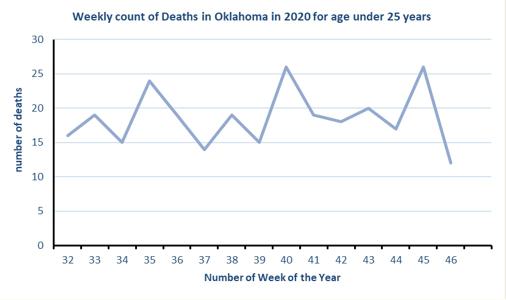 Weekly count of Deaths in Oklahoma in 2020 for age under 25 years
number of deaths
30
25
20
15
10
5
0
32 33 34 35 36 37 38 39 40 41 42 43 44 45 46
Number of Week of the Year